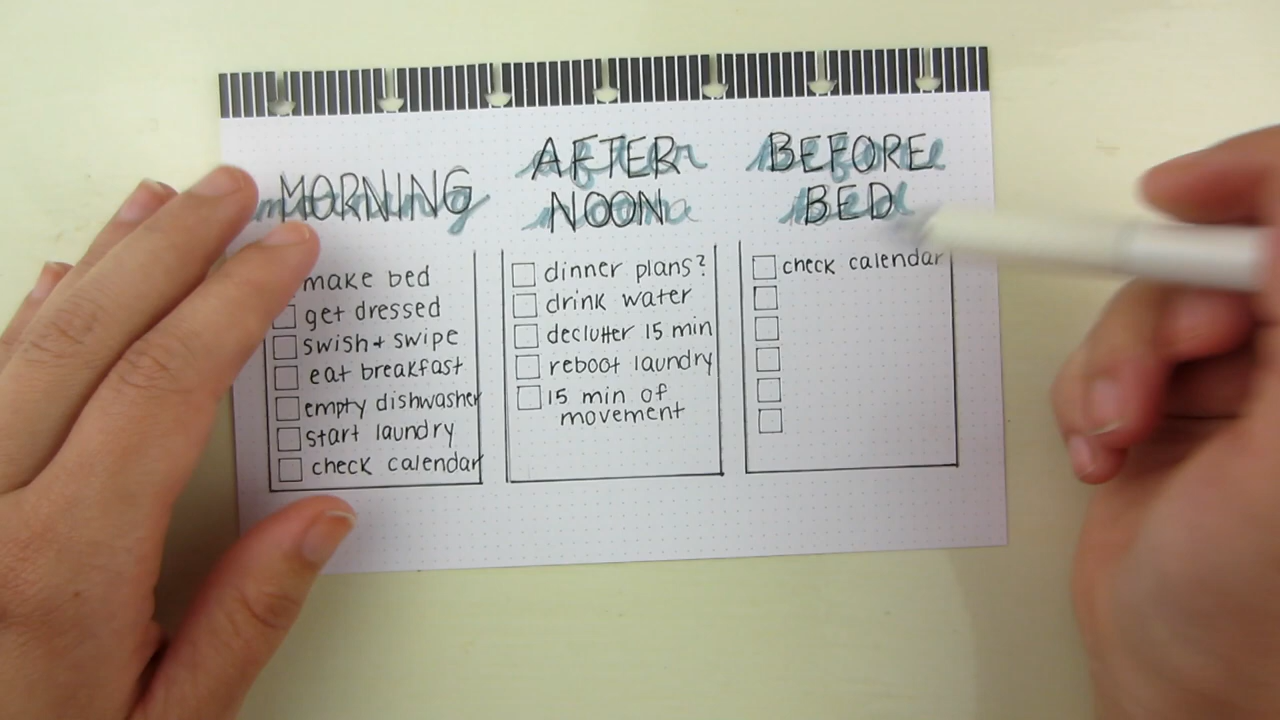 MORNING
make bed
get dressed
swish + swipe
eat breakfast
empty dishwasher
start laundry
check calendar
AFTER
NOON
dinner plans?
drink water
declutter 15 min
reboot laundry
15 min of
movement
BEFORE
BED
check calendar